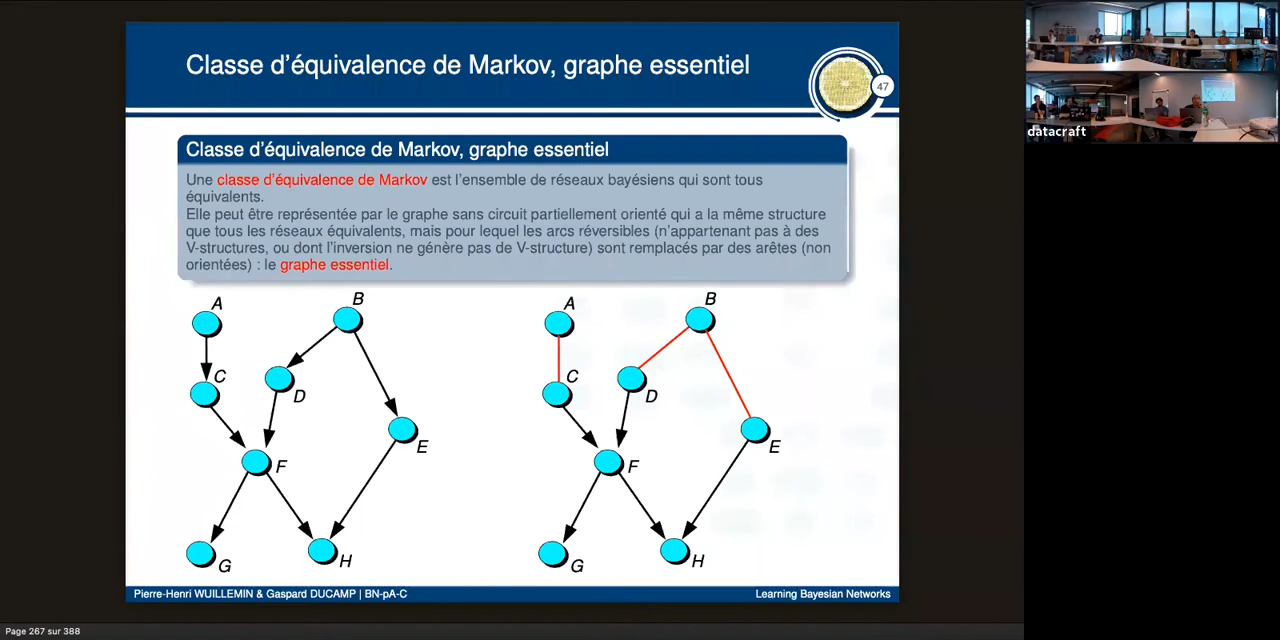 Classe d'équivalence de Markov, graphe essentiel
47
Classe d'équivalence de Markov, graphe essentiel
Une classe d'équivalence de Markov est l'ensemble de réseaux bayésiens qui sont tous
équivalents.
Elle peut être représentée par le graphe sans circuit partiellement orienté qui a la même structure
que tous les réseaux équivalents, mais pour lequel les arcs réversibles (n'appartenant pas à des
V-structures, ou dont l'inversion ne génère pas de V-structure) sont remplacés par des arêtes (non
orientées) : le graphe essentiel.
A
B
C
D
E
F
G
H
A
B
C
D
E
F
G
H
Pierre-Henri WUILLEMIN & Gaspard DUCAMP | BN-pA-C
Learning Bayesian Networks
Page 267 sur 388
datacraft